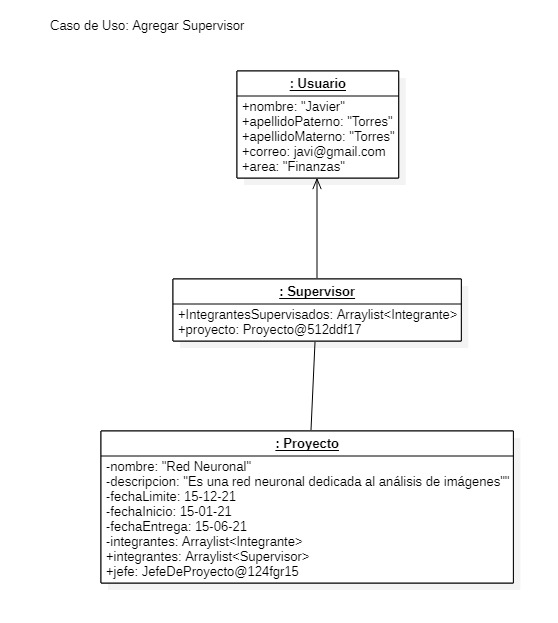 Caso de Uso: Agregar Supervisor
: Usuario
+nombre: "Javier"
+apellidoPaterno: "Torres"
+apellidoMaterno: "Torres"
+correo: javi@gmail.com
+area: "Finanzas"
: Supervisor
+IntegrantesSupervisados: Arraylist<Integrante>
+proyecto: Proyecto@512ddf17
: Proyecto
-nombre: "Red Neuronal"
-descripcion: "Es una red neuronal dedicada al análisis de imágenes""
-fechaLimite: 15-12-21
-fechaInicio: 15-01-21
-fechaEntrega: 15-06-21
-integrantes: Arraylist<Integrante>
+integrantes: Arraylist<Supervisor>
+jefe: JefeDeProyecto@124fgr15